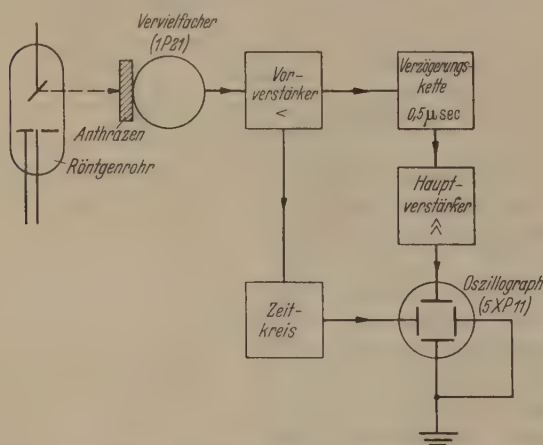 Vervielfacher
(1P21)
Anthrazen
Röntgenrohr
Vor-
verstärker
<
Verzögerungs-
kette
0,5 μ sec
Haupt-
verstärker
Zeit-
kreis
Oszillograph
(5XP11)